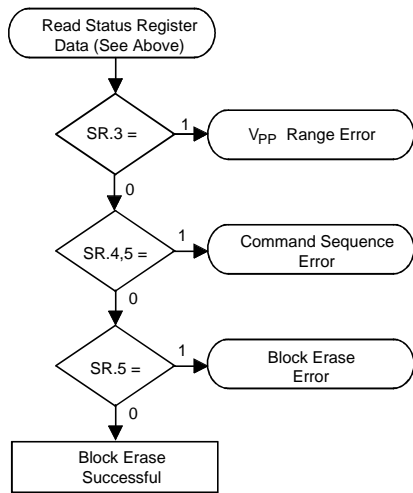 Read Status Register
Data (See Above)
SR.3 =
1
VPP Range Error
0
SR.4,5 =
1
Command Sequence
Error
0
SR.5 =
1
Block Erase
Error
0
Block Erase
Successful